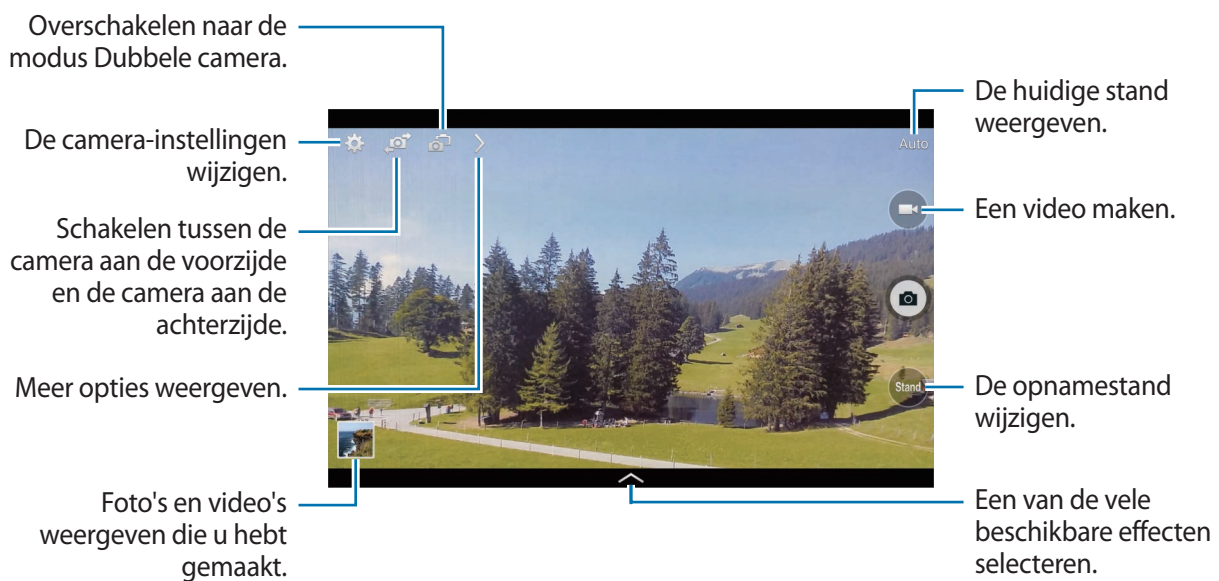 Overschakelen naar de
modus Dubbele camera.
De camera-instellingen
wijzigen.
Schakelen tussen de
camera aan de voorzijde
en de camera aan de
achterzijde.
Meer opties weergeven.
Foto's en video's
weergeven die u hebt
gemaakt.
Auto
Stand
De huidige stand
weergeven.
Een video maken.
De opnamestand
wijzigen.
Een van de vele
beschikbare effecten
selecteren.